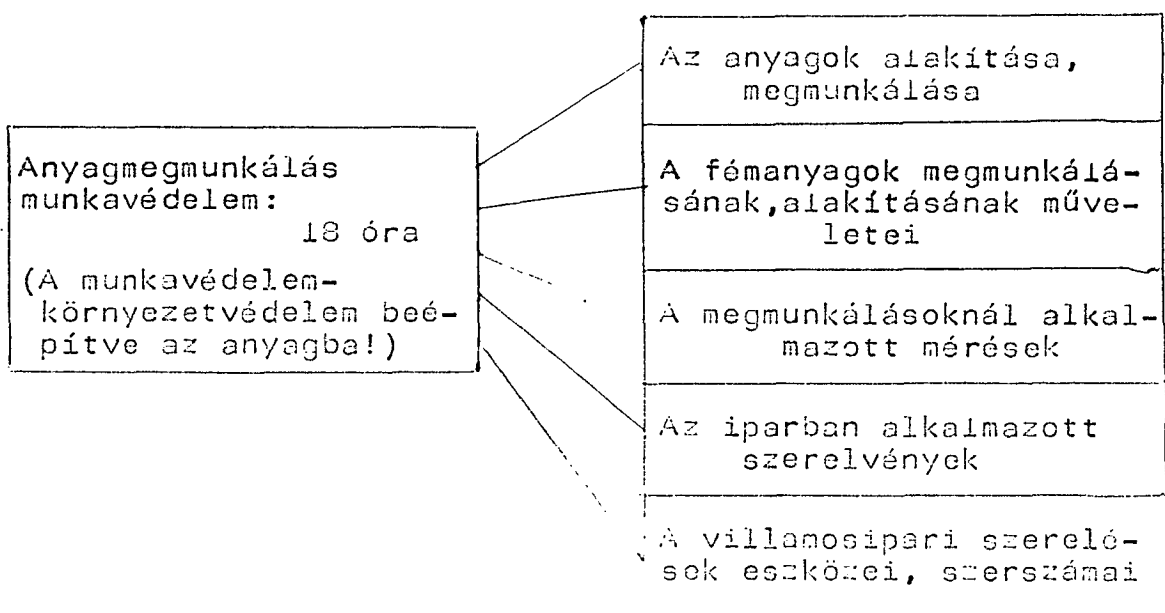 Anyagmegmunkálás
munkavédelem:
18 óra
(A munkavédelem-
környezetvédelem beé-
pítve az anyagba!)
Az anyagok alakítása,
megmunkálása
A fémanyagok megmunkálá-
sának,alakításának műve-
letei
A megmunkálásoknál alkal-
mazott mérések
Az iparban alkalmazott
szerelvények
A villamosipari szerelé-
sek eszközei, szerszámai